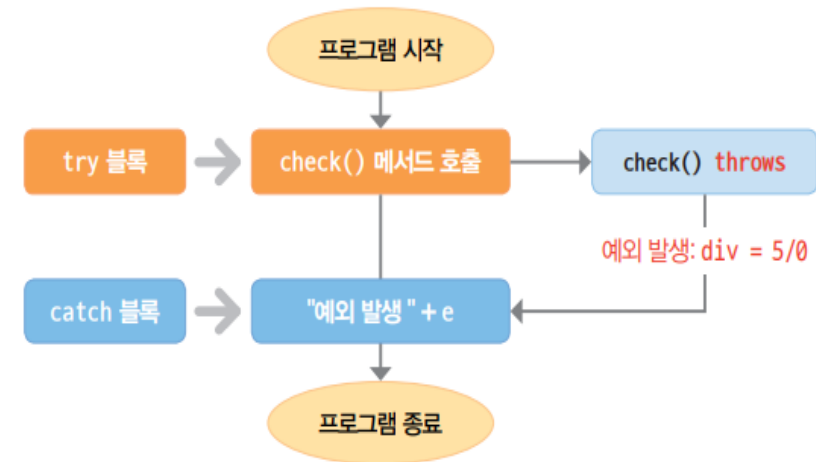 프로그램 시작
try 블록
check() 메서드 호출
check() throws
예외 발생: div = 5/0
catch 블록
"예외 발생 " + e
프로그램 종료